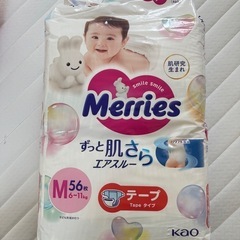 肌研究
生まれ
smile smile
Merries
ずっと肌さら
エアスルー
M 56枚
6~11kg
テープ
Tape タイプ
Kao